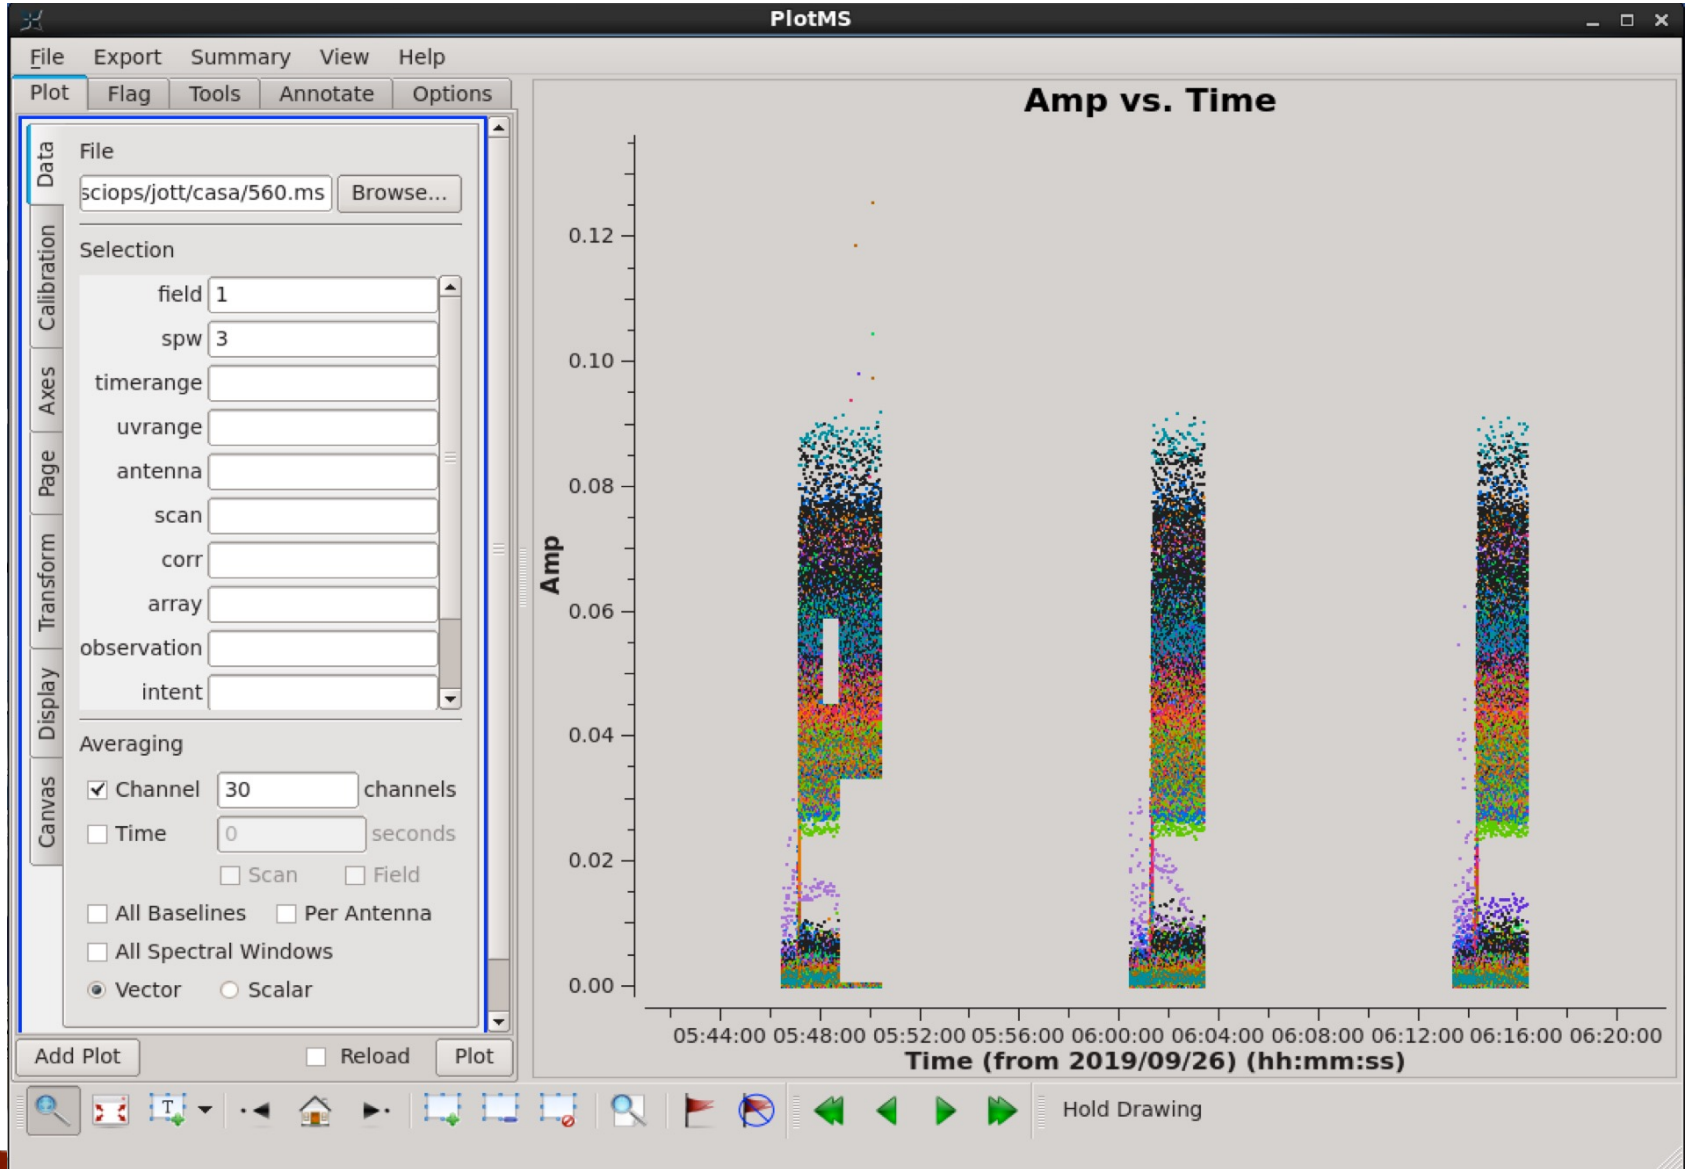 PlotMS
File Export Summary View Help
Plot Flag Tools Annotate Options
Data
Calibration
Axes
Page
Transform
Display
Canvas
File
sciops/jott/casa/560.ms Browse...
Selection
field 1
spw 3
timerange
uvrange
antenna
scan
corr
array
observation
intent
Averaging
Channel 30 channels
Time 0 seconds
Scan Field
All Baselines Per Antenna
All Spectral Windows
Vector Scalar
Add Plot Reload Plot
Amp vs. Time
Amp
0.12
0.10
0.08
0.06
0.04
0.02
0.00
05:44:00 05:48:00 05:52:00 05:56:00 06:00:00 06:04:00 06:08:00 06:12:00 06:16:00 06:20:00
Time (from 2019/09/26) (hh:mm:ss)
T
Hold Drawing